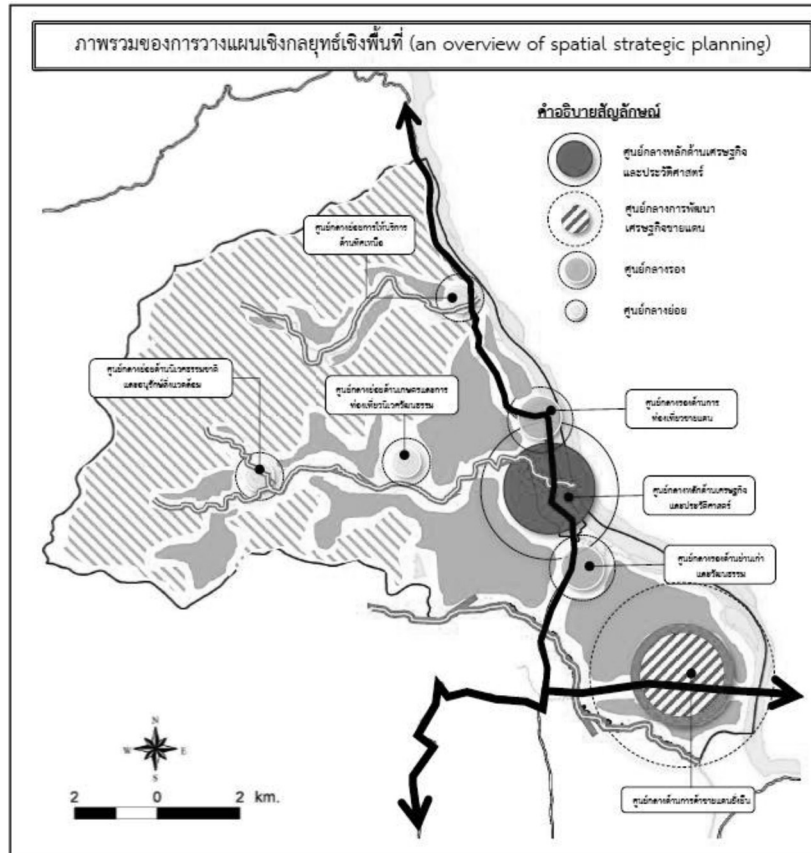 ภาพรวมของการวางแผนเชิงกลยุทธ์เชิงพื้นที่ (an overview of spatial strategic planning)
คำอธิบายสัญลักษณ์
ศูนย์กลางหลักด้านเศรษฐกิจ
และประวัติศาสตร์
ศูนย์กลางการพัฒนา
เศรษฐกิจชายแดน
ศูนย์กลางรอง
ศูนย์กลางย่อย
ศูนย์กลางย่อยการให้บริการ
ด้านทิศเหนือ
ศูนย์กลางย่อยด้านนิเวศธรรมชาติ
และอนุรักษ์สิ่งแวดล้อม
ศูนย์กลางย่อยด้านเกษตรและการ
ท่องเที่ยวนิเวศวัฒนธรรม
ศูนย์กลางรองด้านการ
ท่องเที่ยวชายแดน
ศูนย์กลางหลักด้านเศรษฐกิจ
และประวัติศาสตร์
ศูนย์กลางรองด้านย่านเก่า
และวัฒนธรรม
ศูนย์กลางด้านการค้าชายแดนยั่งยืน
N
W E
S
2 0 2 km.